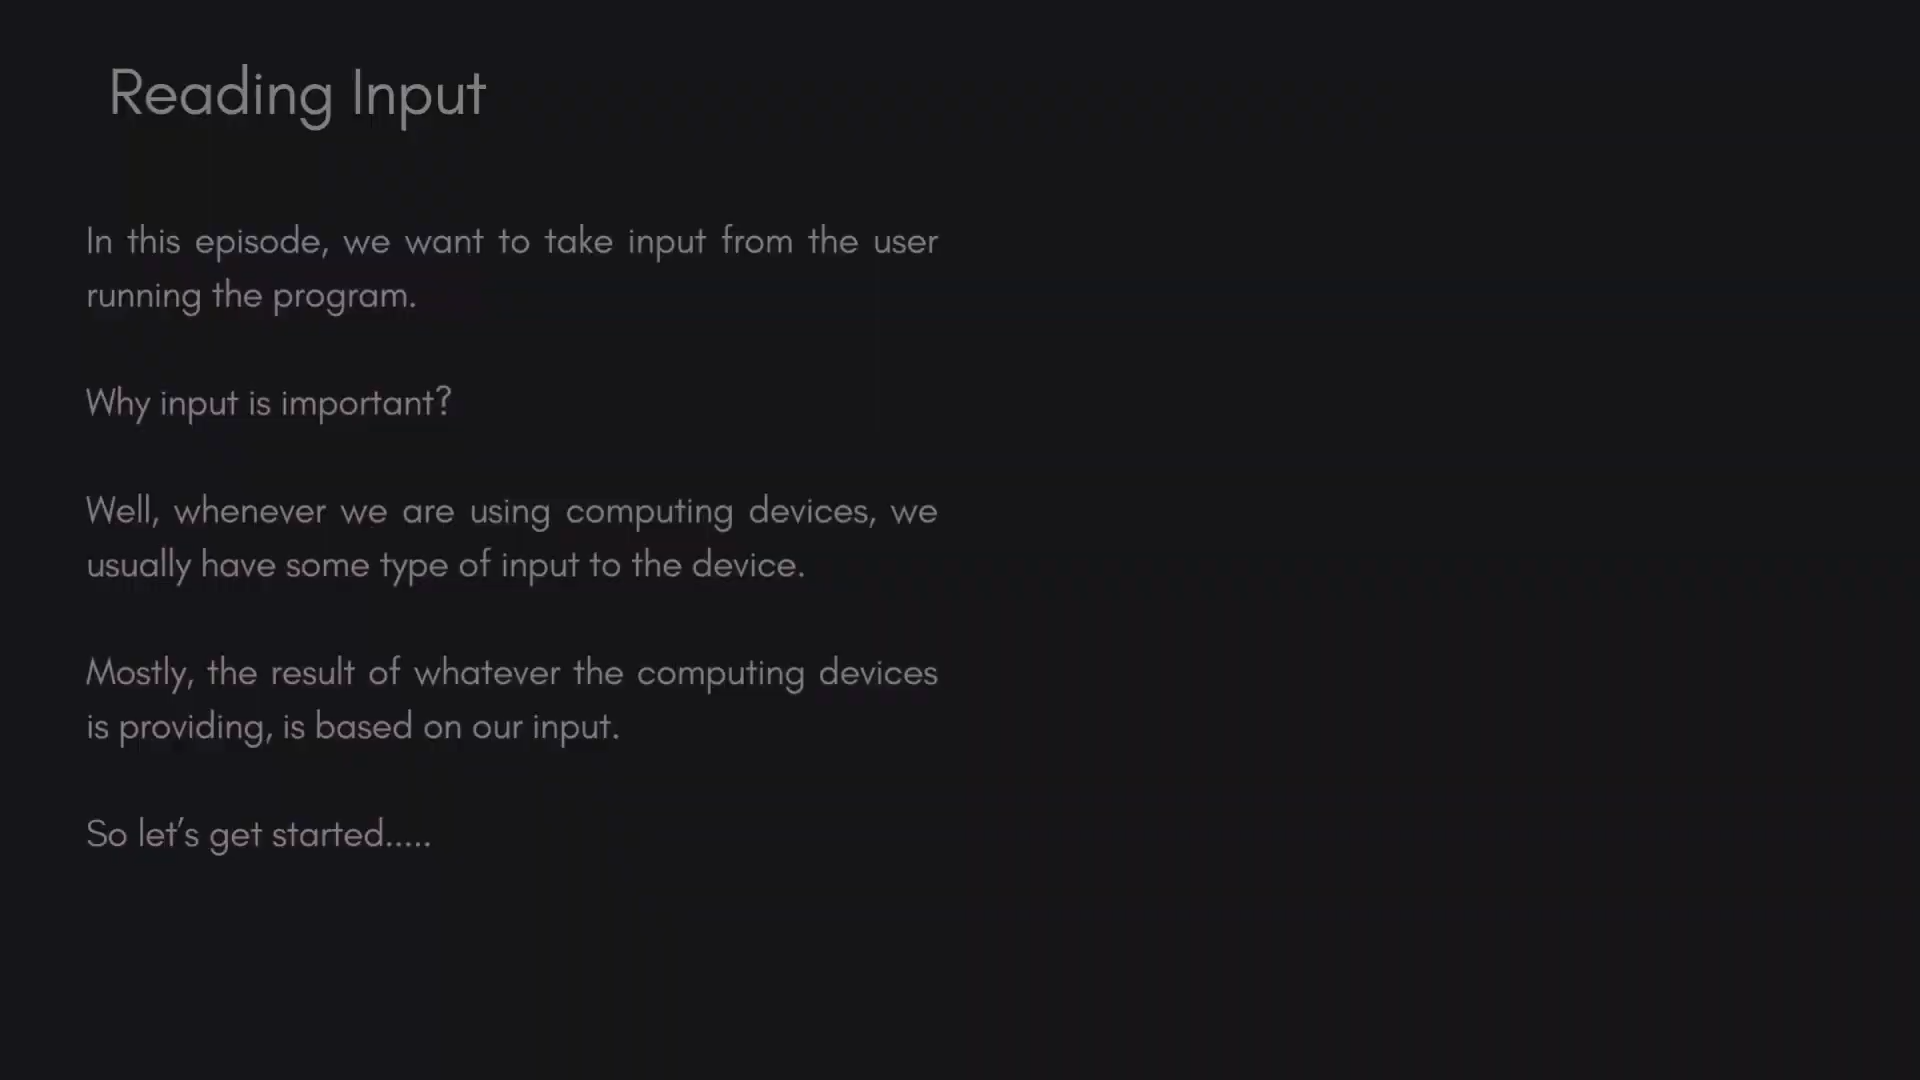 Reading Input
In this episode, we want to take input from the user
running the program.
Why input is important?
Well, whenever we are using computing devices, we
usually have some type of input to the device.
Mostly, the result of whatever the computing devices
is providing, is based on our input.
So let’s get started.....